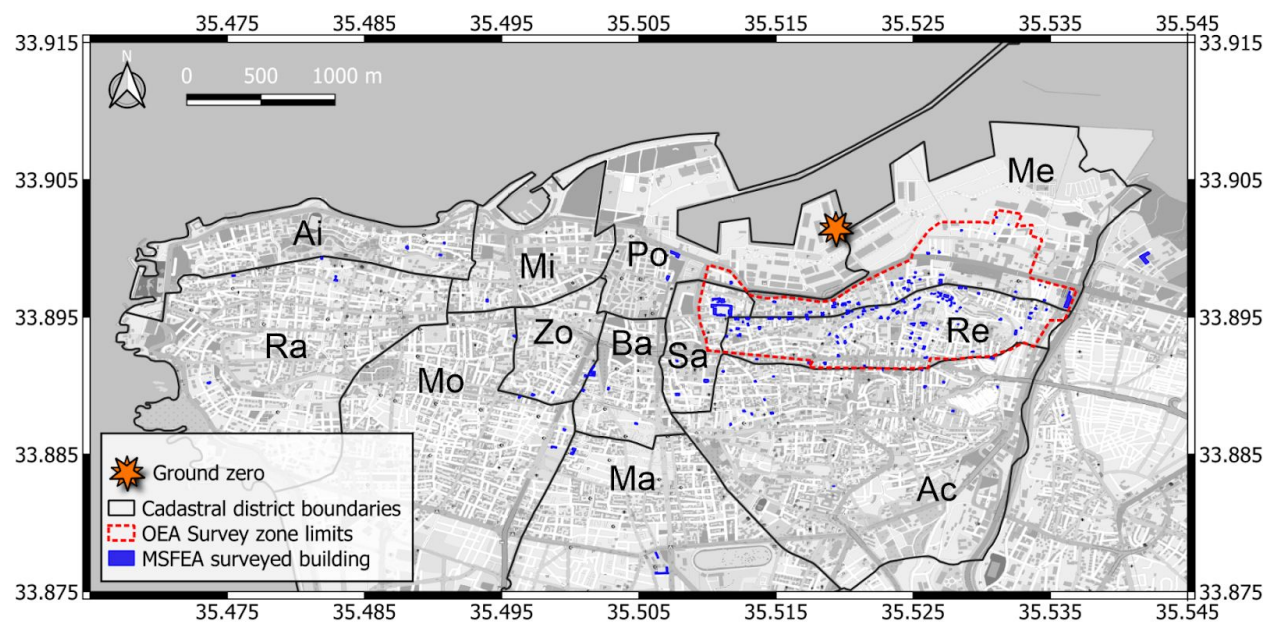 35.475 35.485 35.495 35.505 35.515 35.525 35.535 35.545
33.915 33.915
N
0 500 1000 m
33.905 33.905
Me
Ai
Mi
Po
33.895 33.895
Ra
Zo
Ba
Sa
Re
Mo
33.885 33.885
Ma
Ac
Ground zero
Cadastral district boundaries
OEA Survey zone limits
MSFEA surveyed building
33.875 33.875
35.475 35.485 35.495 35.505 35.515 35.525 35.535 35.545